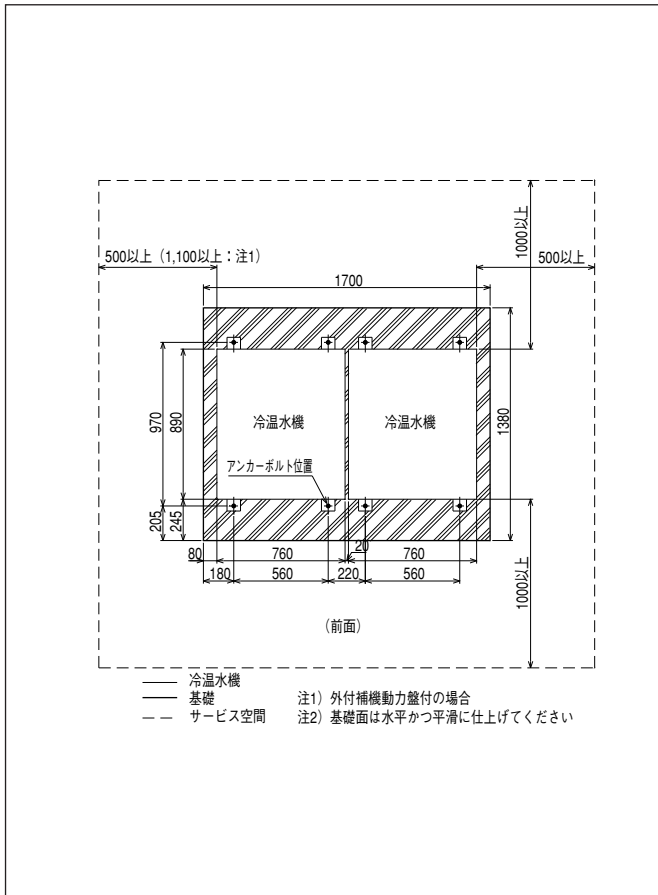 1000以上
500以上（1,100以上：注1）
500以上
1700
970
890
冷温水機
冷温水機
1380
アンカーボルト位置
205
245
20
80
760
760
180
560
220
560
1000以上
（前面）
冷温水機
基礎
注1）外付補機動力盤付の場合
サービス空間
注2）基礎面は水平かつ平滑に仕上げてください